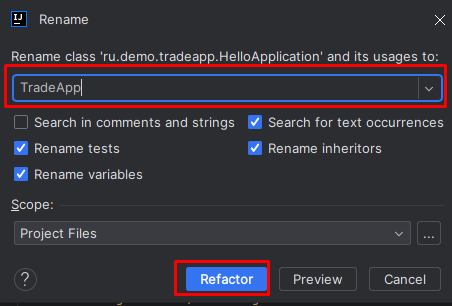 IJ Rename
Rename class 'ru.demo.tradeapp.HelloApplication' and its usages to:
TradeApp
Search in comments and strings Search for text occurrences
Rename tests Rename inheritors
Rename variables
Scope:
Project Files ...
? Refactor Preview Cancel